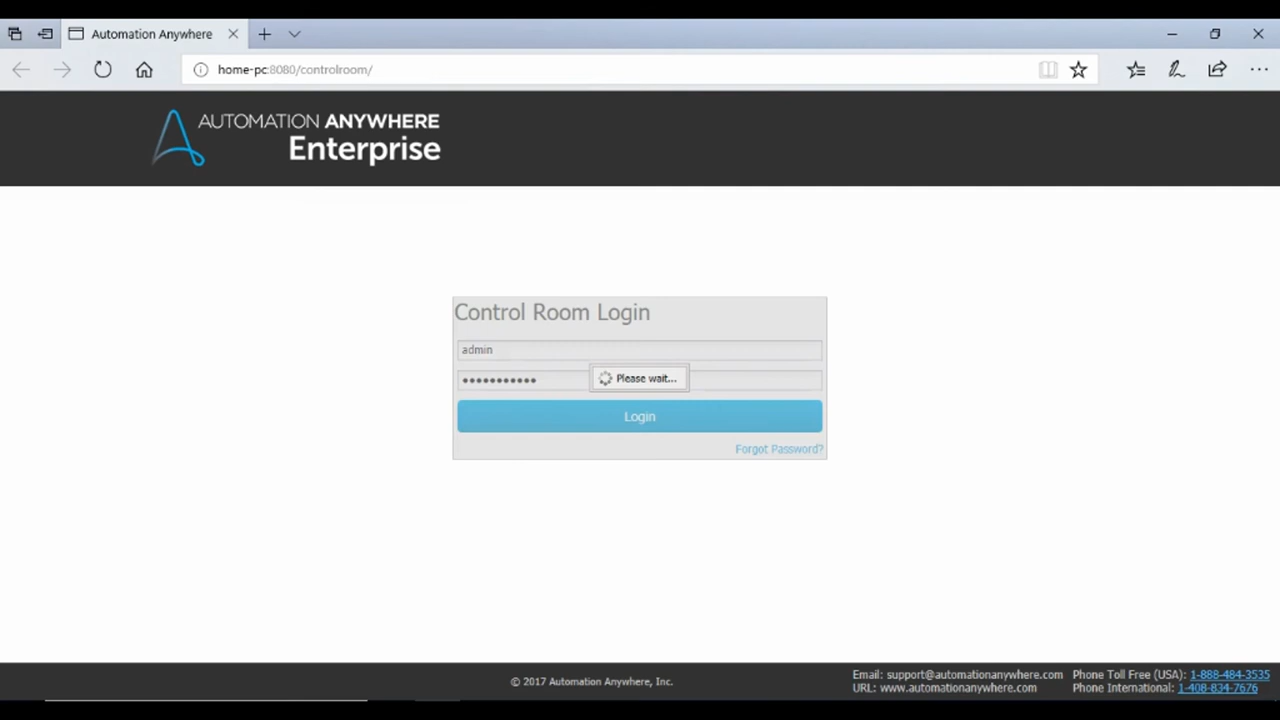 Automation Anywhere
home-pc:8080/controlroom/
AUTOMATION ANYWHERE
Enterprise
Control Room Login
admin
•••••••••••
Please wait...
Login
Forgot Password?
© 2017 Automation Anywhere, Inc.
Email: support@automationanywhere.com Phone Toll Free (USA): 1-888-484-3535
URL: www.automationanywhere.com Phone International: 1-408-834-7676